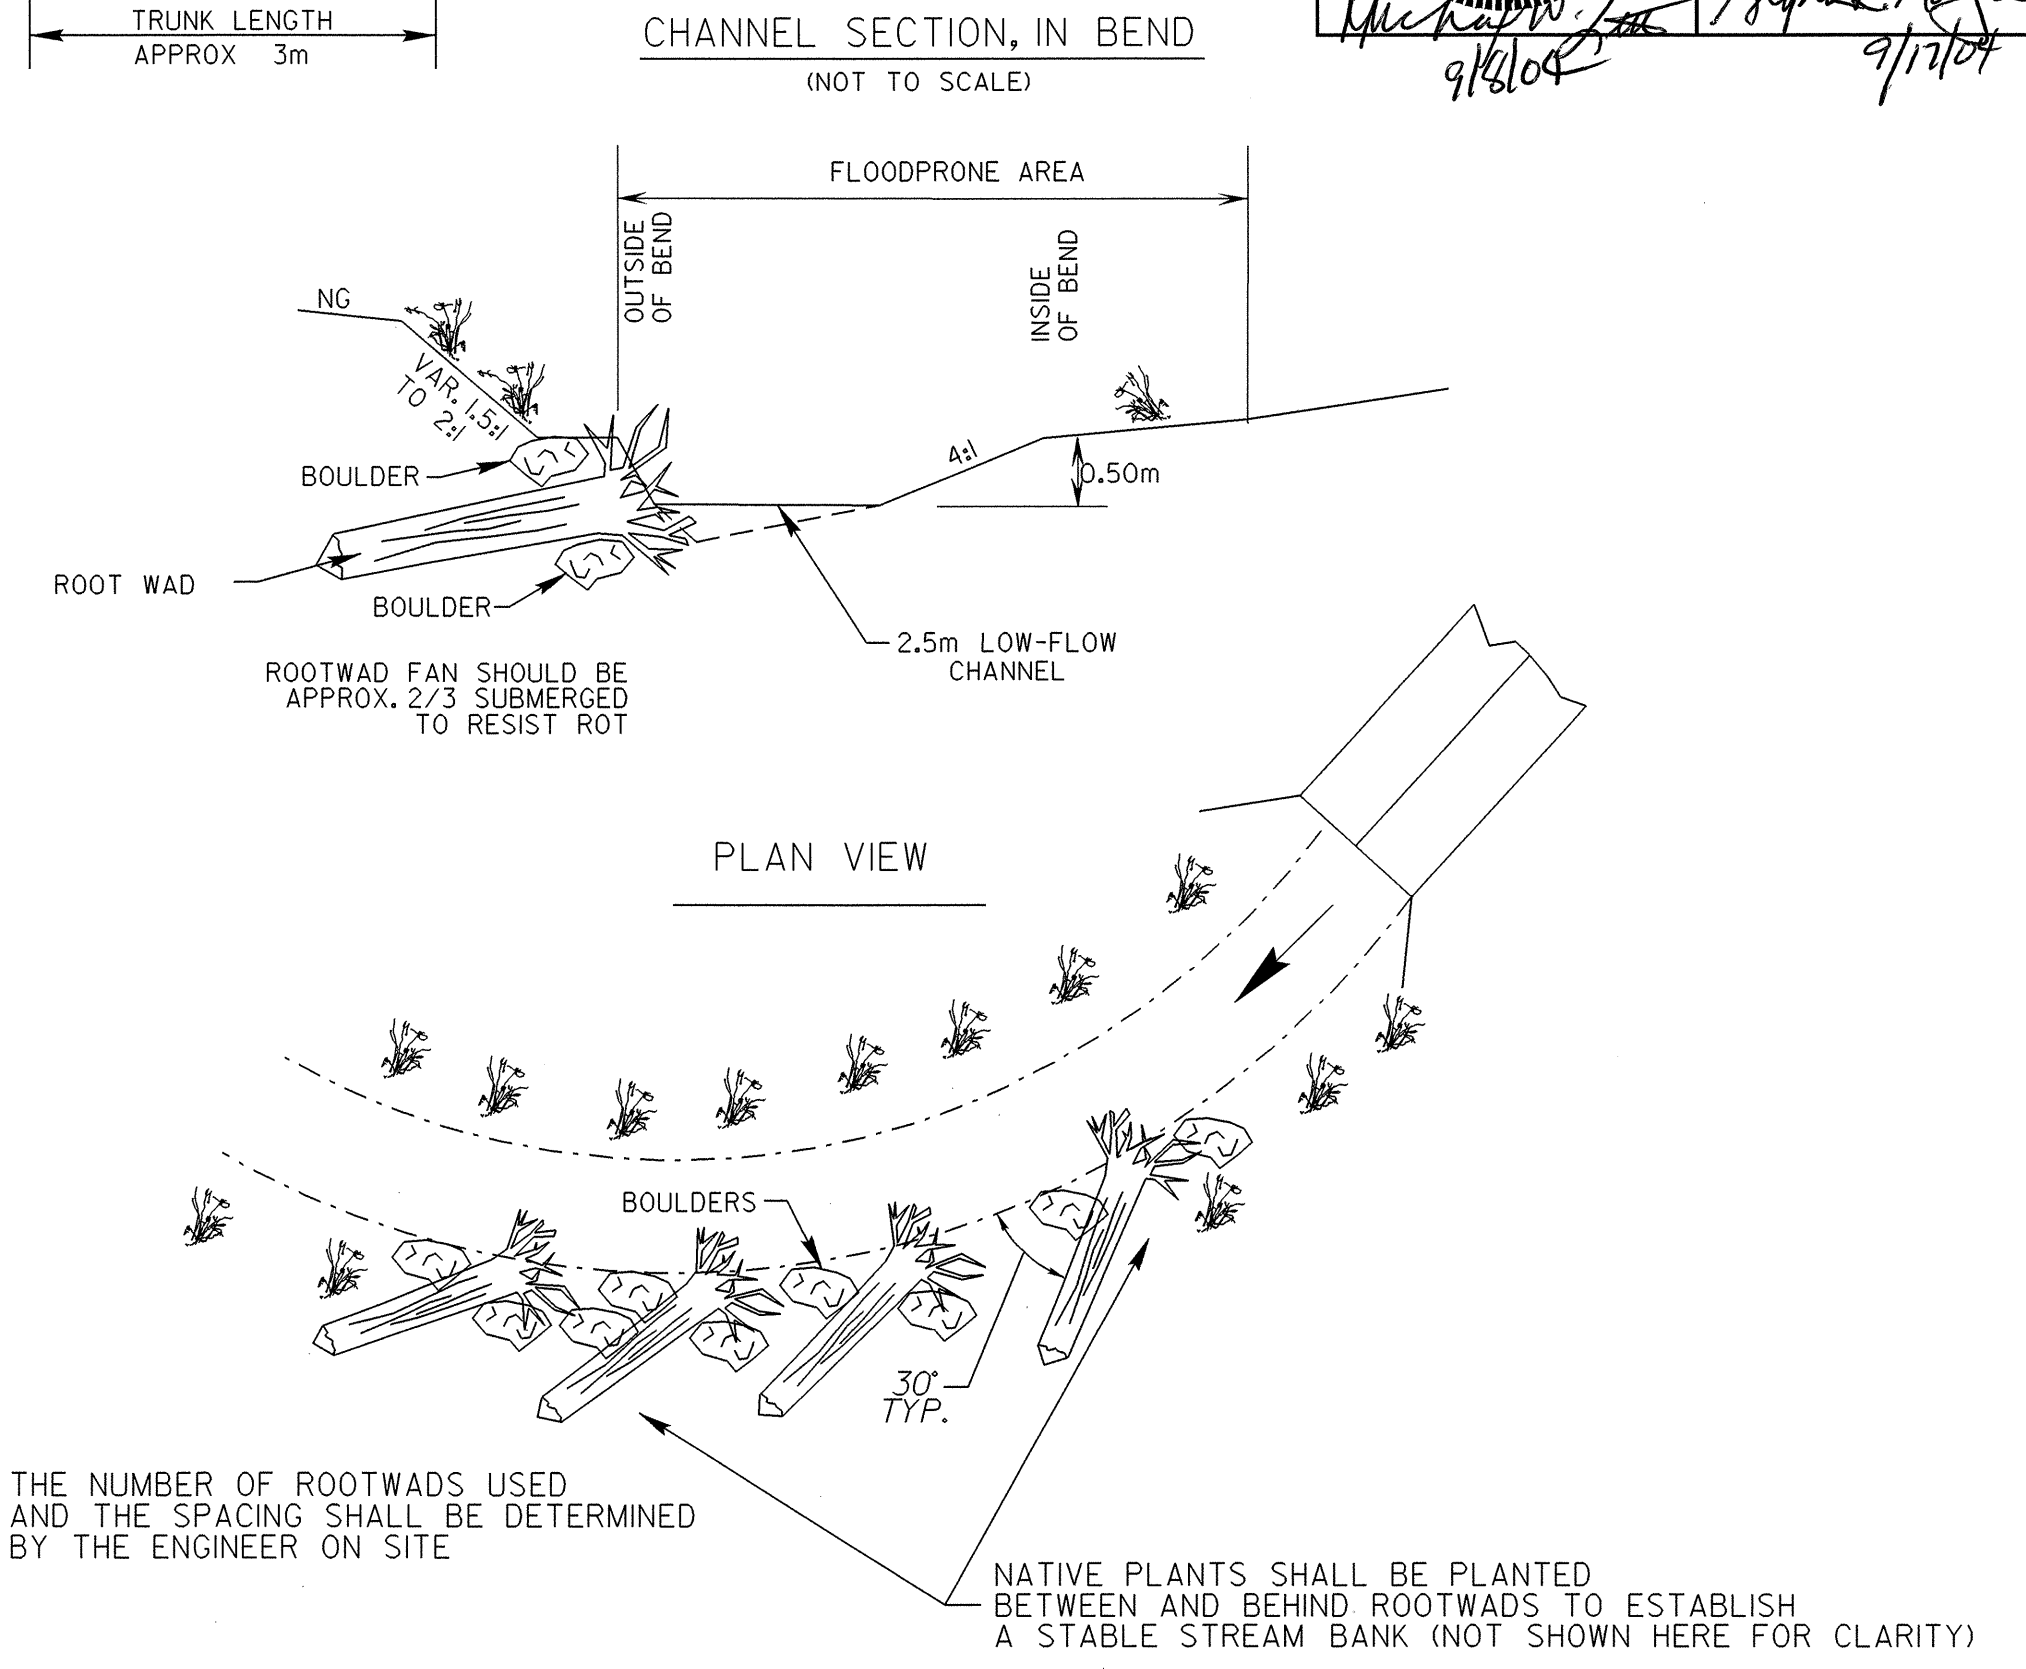 TRUNK LENGTH
APPROX 3m
CHANNEL SECTION, IN BEND
(NOT TO SCALE)
9/8/04
9/17/04
FLOODPRONE AREA
OUTSIDE
OF BEND
INSIDE
OF BEND
NG
VAR. 1.5:1
TO 2:1
BOULDER
4:1
0.50m
ROOT WAD
BOULDER
2.5m LOW-FLOW
CHANNEL
ROOTWAD FAN SHOULD BE
APPROX. 2/3 SUBMERGED
TO RESIST ROT
PLAN VIEW
BOULDERS
30°
TYP.
THE NUMBER OF ROOTWADS USED
AND THE SPACING SHALL BE DETERMINED
BY THE ENGINEER ON SITE
NATIVE PLANTS SHALL BE PLANTED
BETWEEN AND BEHIND ROOTWADS TO ESTABLISH
A STABLE STREAM BANK (NOT SHOWN HERE FOR CLARITY)